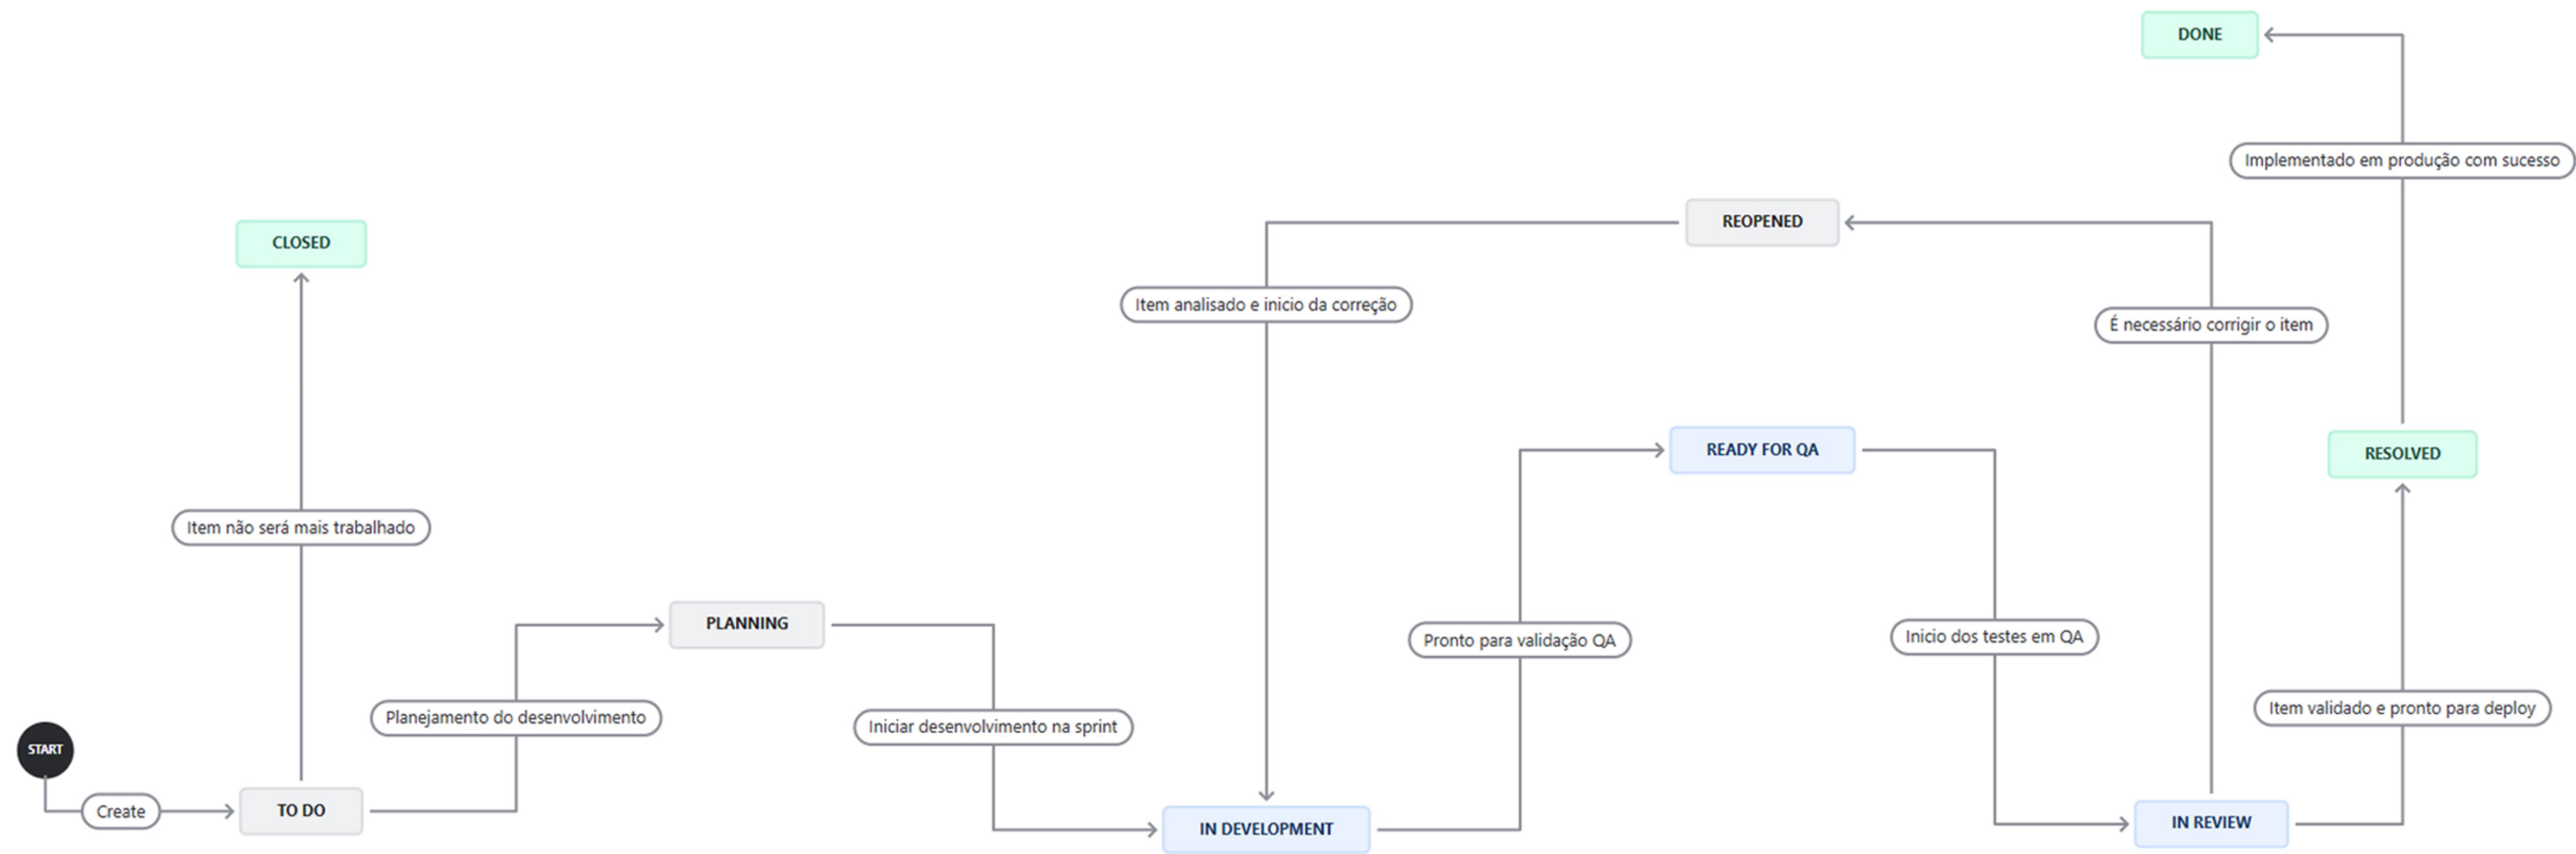 DONE
Implementado em produção com sucesso
REOPENED
CLOSED
Item analisado e inicio da correção
É necessário corrigir o item
READY FOR QA
RESOLVED
Item não será mais trabalhado
PLANNING
Pronto para validação QA
Inicio dos testes em QA
Planejamento do desenvolvimento
Iniciar desenvolvimento na sprint
Item validado e pronto para deploy
START
Create
TO DO
IN DEVELOPMENT
IN REVIEW